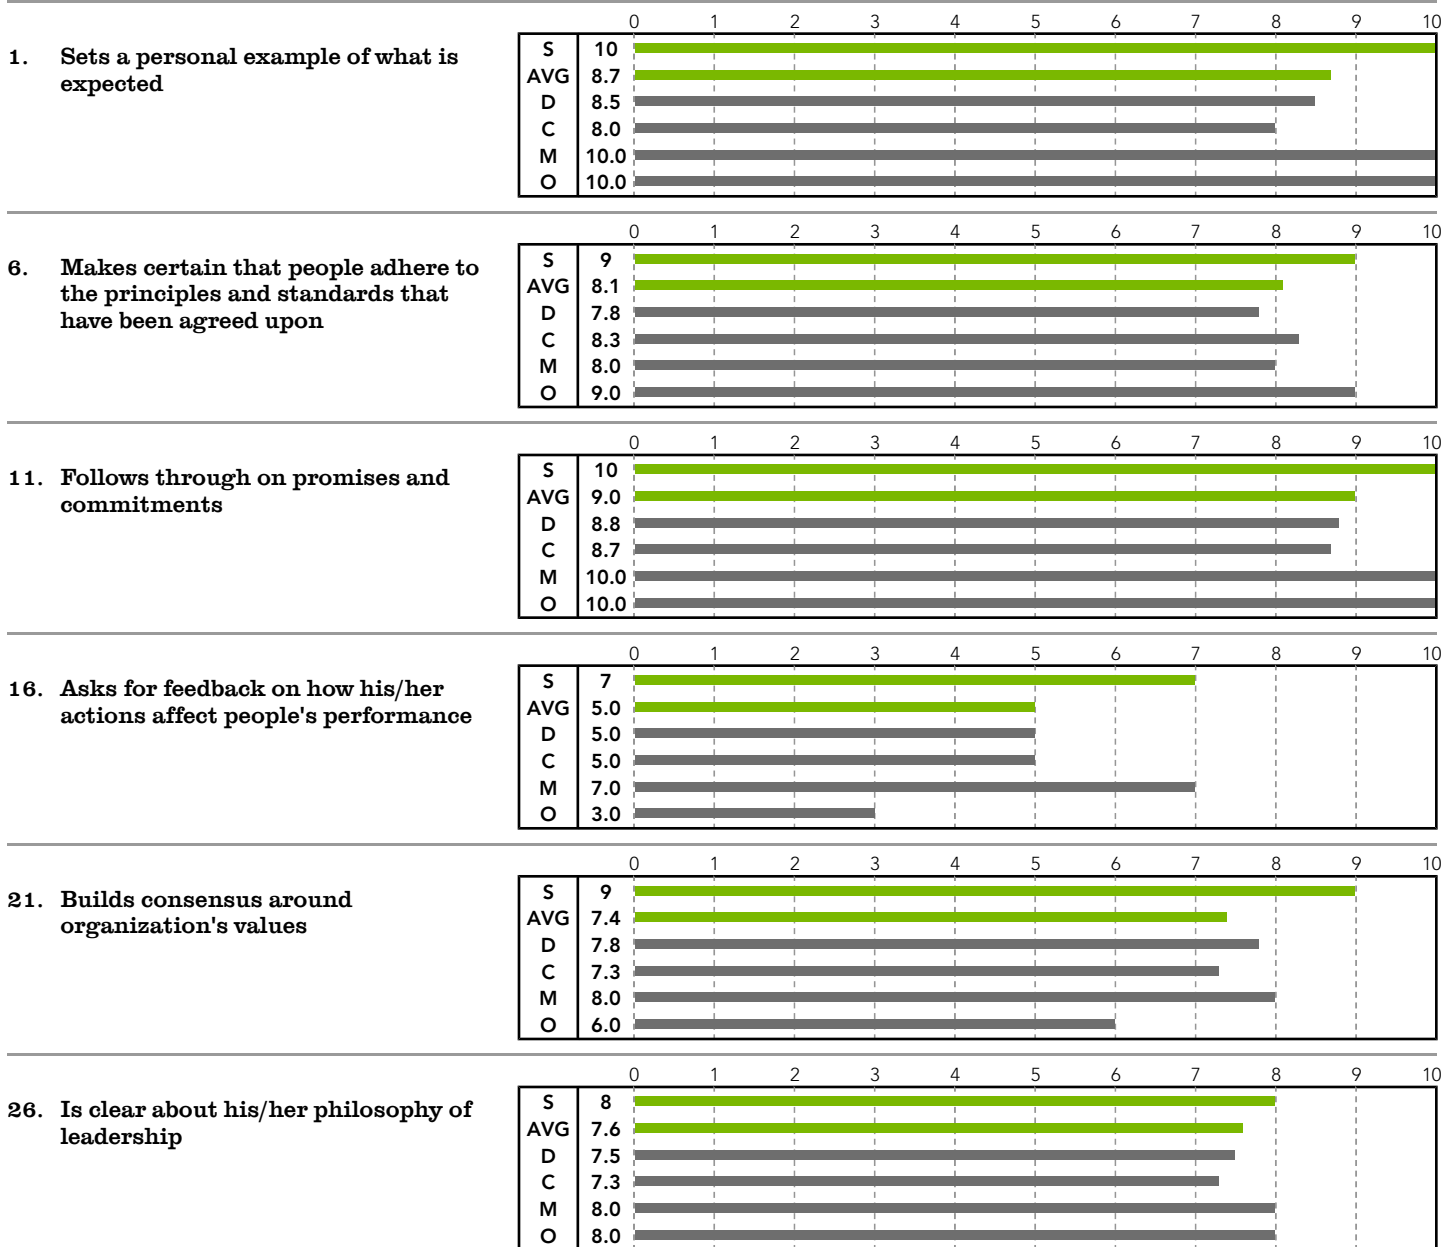 0 1 2 3 4 5 6 7 8 9 10
1. Sets a personal example of what is
expected
S 10
AVG 8.7
D 8.5
C 8.0
M 10.0
O 10.0
0 1 2 3 4 5 6 7 8 9 10
6. Makes certain that people adhere to
the principles and standards that
have been agreed upon
S 9
AVG 8.1
D 7.8
C 8.3
M 8.0
O 9.0
0 1 2 3 4 5 6 7 8 9 10
11. Follows through on promises and
commitments
S 10
AVG 9.0
D 8.8
C 8.7
M 10.0
O 10.0
0 1 2 3 4 5 6 7 8 9 10
16. Asks for feedback on how his/her
actions affect people's performance
S 7
AVG 5.0
D 5.0
C 5.0
M 7.0
O 3.0
0 1 2 3 4 5 6 7 8 9 10
21. Builds consensus around
organization's values
S 9
AVG 7.4
D 7.8
C 7.3
M 8.0
O 6.0
0 1 2 3 4 5 6 7 8 9 10
26. Is clear about his/her philosophy of
leadership
S 8
AVG 7.6
D 7.5
C 7.3
M 8.0
O 8.0